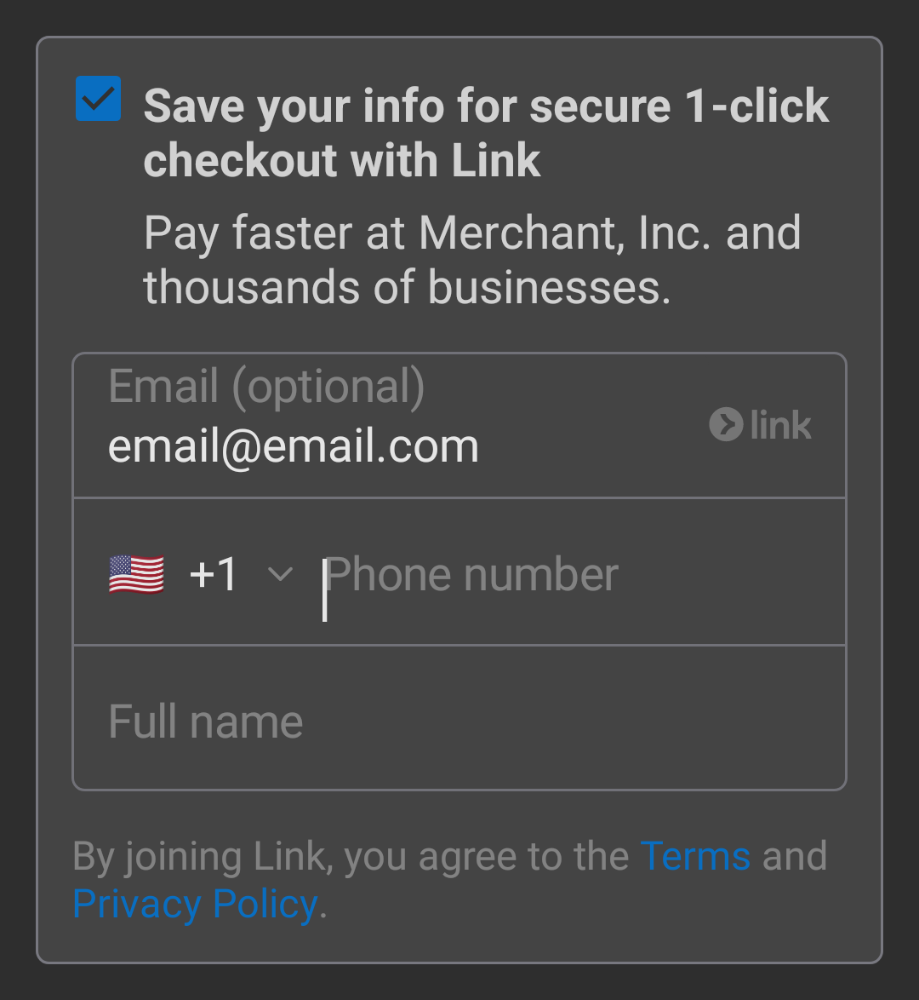 Save your info for secure 1-click
checkout with Link
Pay faster at Merchant, Inc. and
thousands of businesses.
Email (optional)
email@email.com
link
+1
Phone number
Full name
By joining Link, you agree to the Terms and
Privacy Policy.